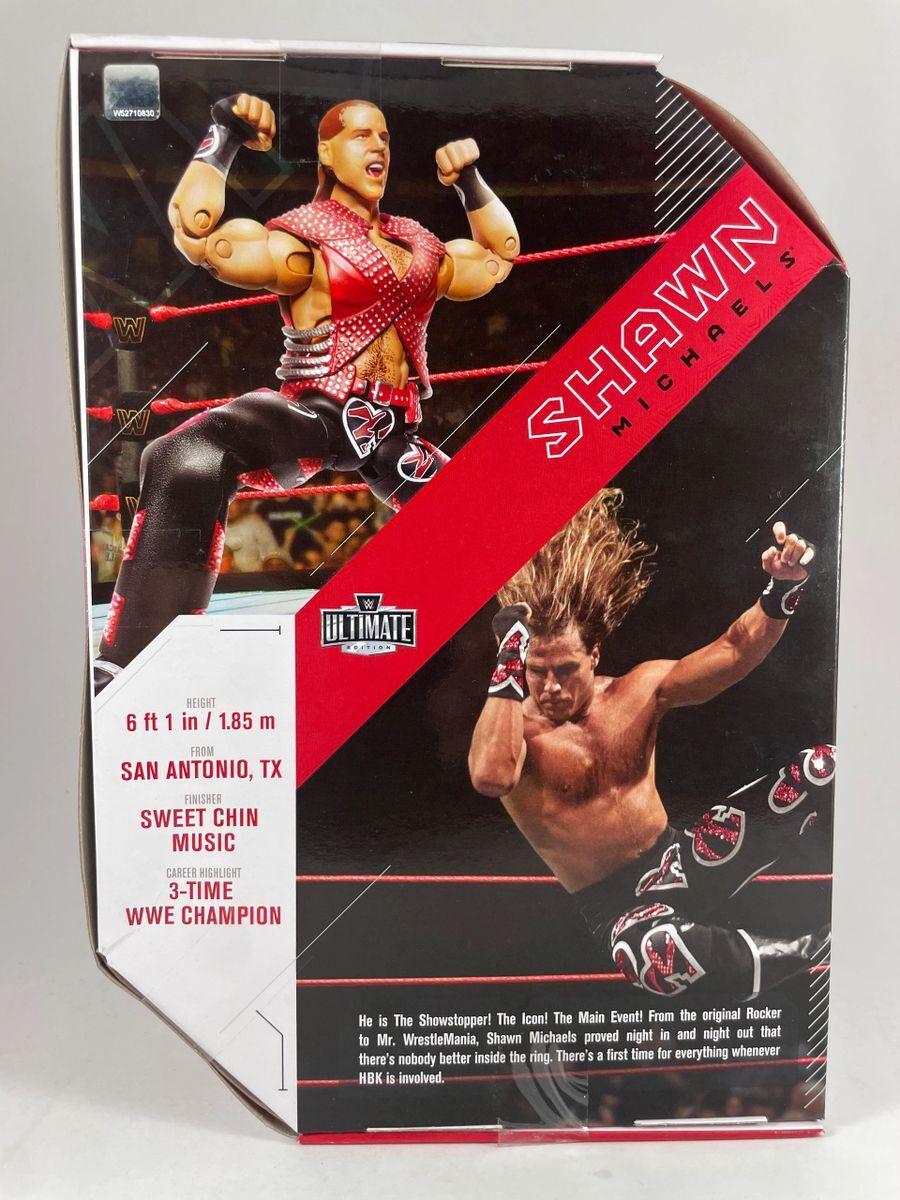 W52710830
SHAWN
MICHAELS
W
W
W
ULTIMATE
EDITION
HEIGHT
6 ft 1 in / 1.85 m
FROM
SAN ANTONIO, TX
FINISHER
SWEET CHIN
MUSIC
CAREER HIGHLIGHT
3-TIME
WWE CHAMPION
He is The Showstopper! The Icon! The Main Event! From the original Rocker
to Mr. WrestleMania, Shawn Michaels proved night in and night out that
there's nobody better inside the ring. There's a first time for everything whenever
HBK is involved.